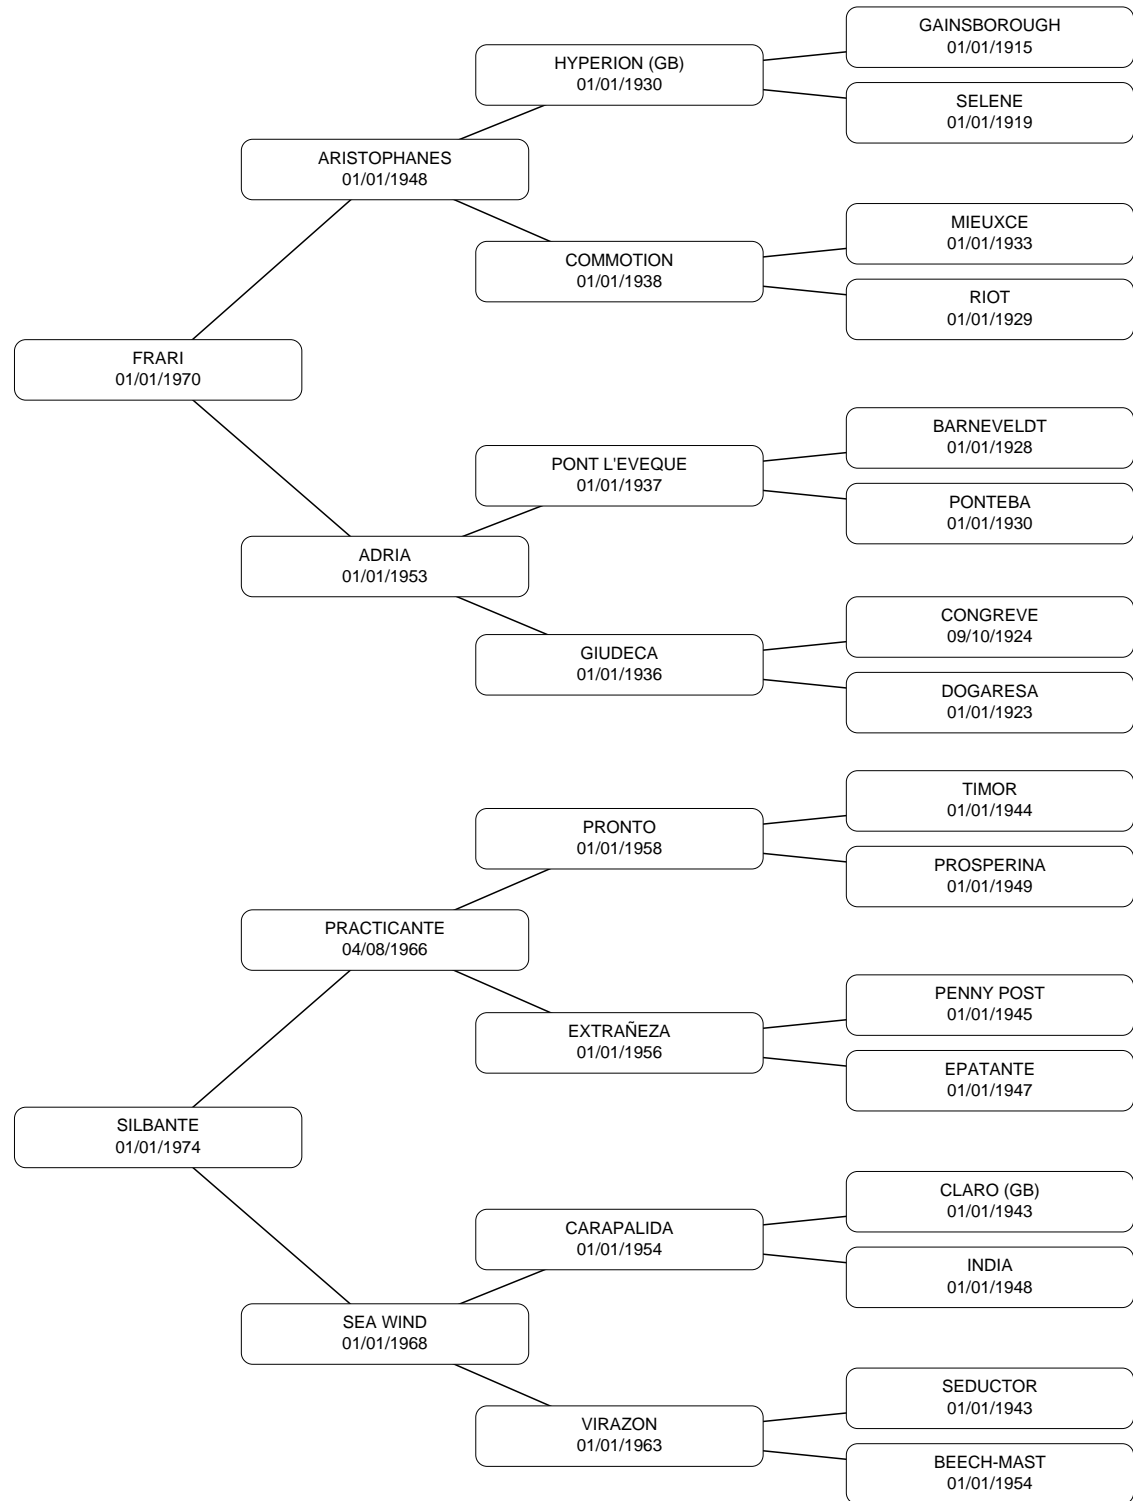 GAINSBOROUGH
01/01/1915
HYPERION (GB)
01/01/1930
SELENE
01/01/1919
ARISTOPHANES
01/01/1948
MIEUXCE
01/01/1933
COMMOTION
01/01/1938
RIOT
01/01/1929
FRARI
01/01/1970
BARNEVELDT
01/01/1928
PONT L'EVEQUE
01/01/1937
PONTEBA
01/01/1930
ADRIA
01/01/1953
CONGREVE
09/10/1924
GIUDECA
01/01/1936
DOGARESA
01/01/1923
TIMOR
01/01/1944
PRONTO
01/01/1958
PROSPERINA
01/01/1949
PRACTICANTE
04/08/1966
PENNY POST
01/01/1945
EXTRAÑEZA
01/01/1956
EPATANTE
01/01/1947
SILBANTE
01/01/1974
CLARO (GB)
01/01/1943
CARAPALIDA
01/01/1954
INDIA
01/01/1948
SEA WIND
01/01/1968
SEDUCTOR
01/01/1943
VIRAZON
01/01/1963
BEECH-MAST
01/01/1954